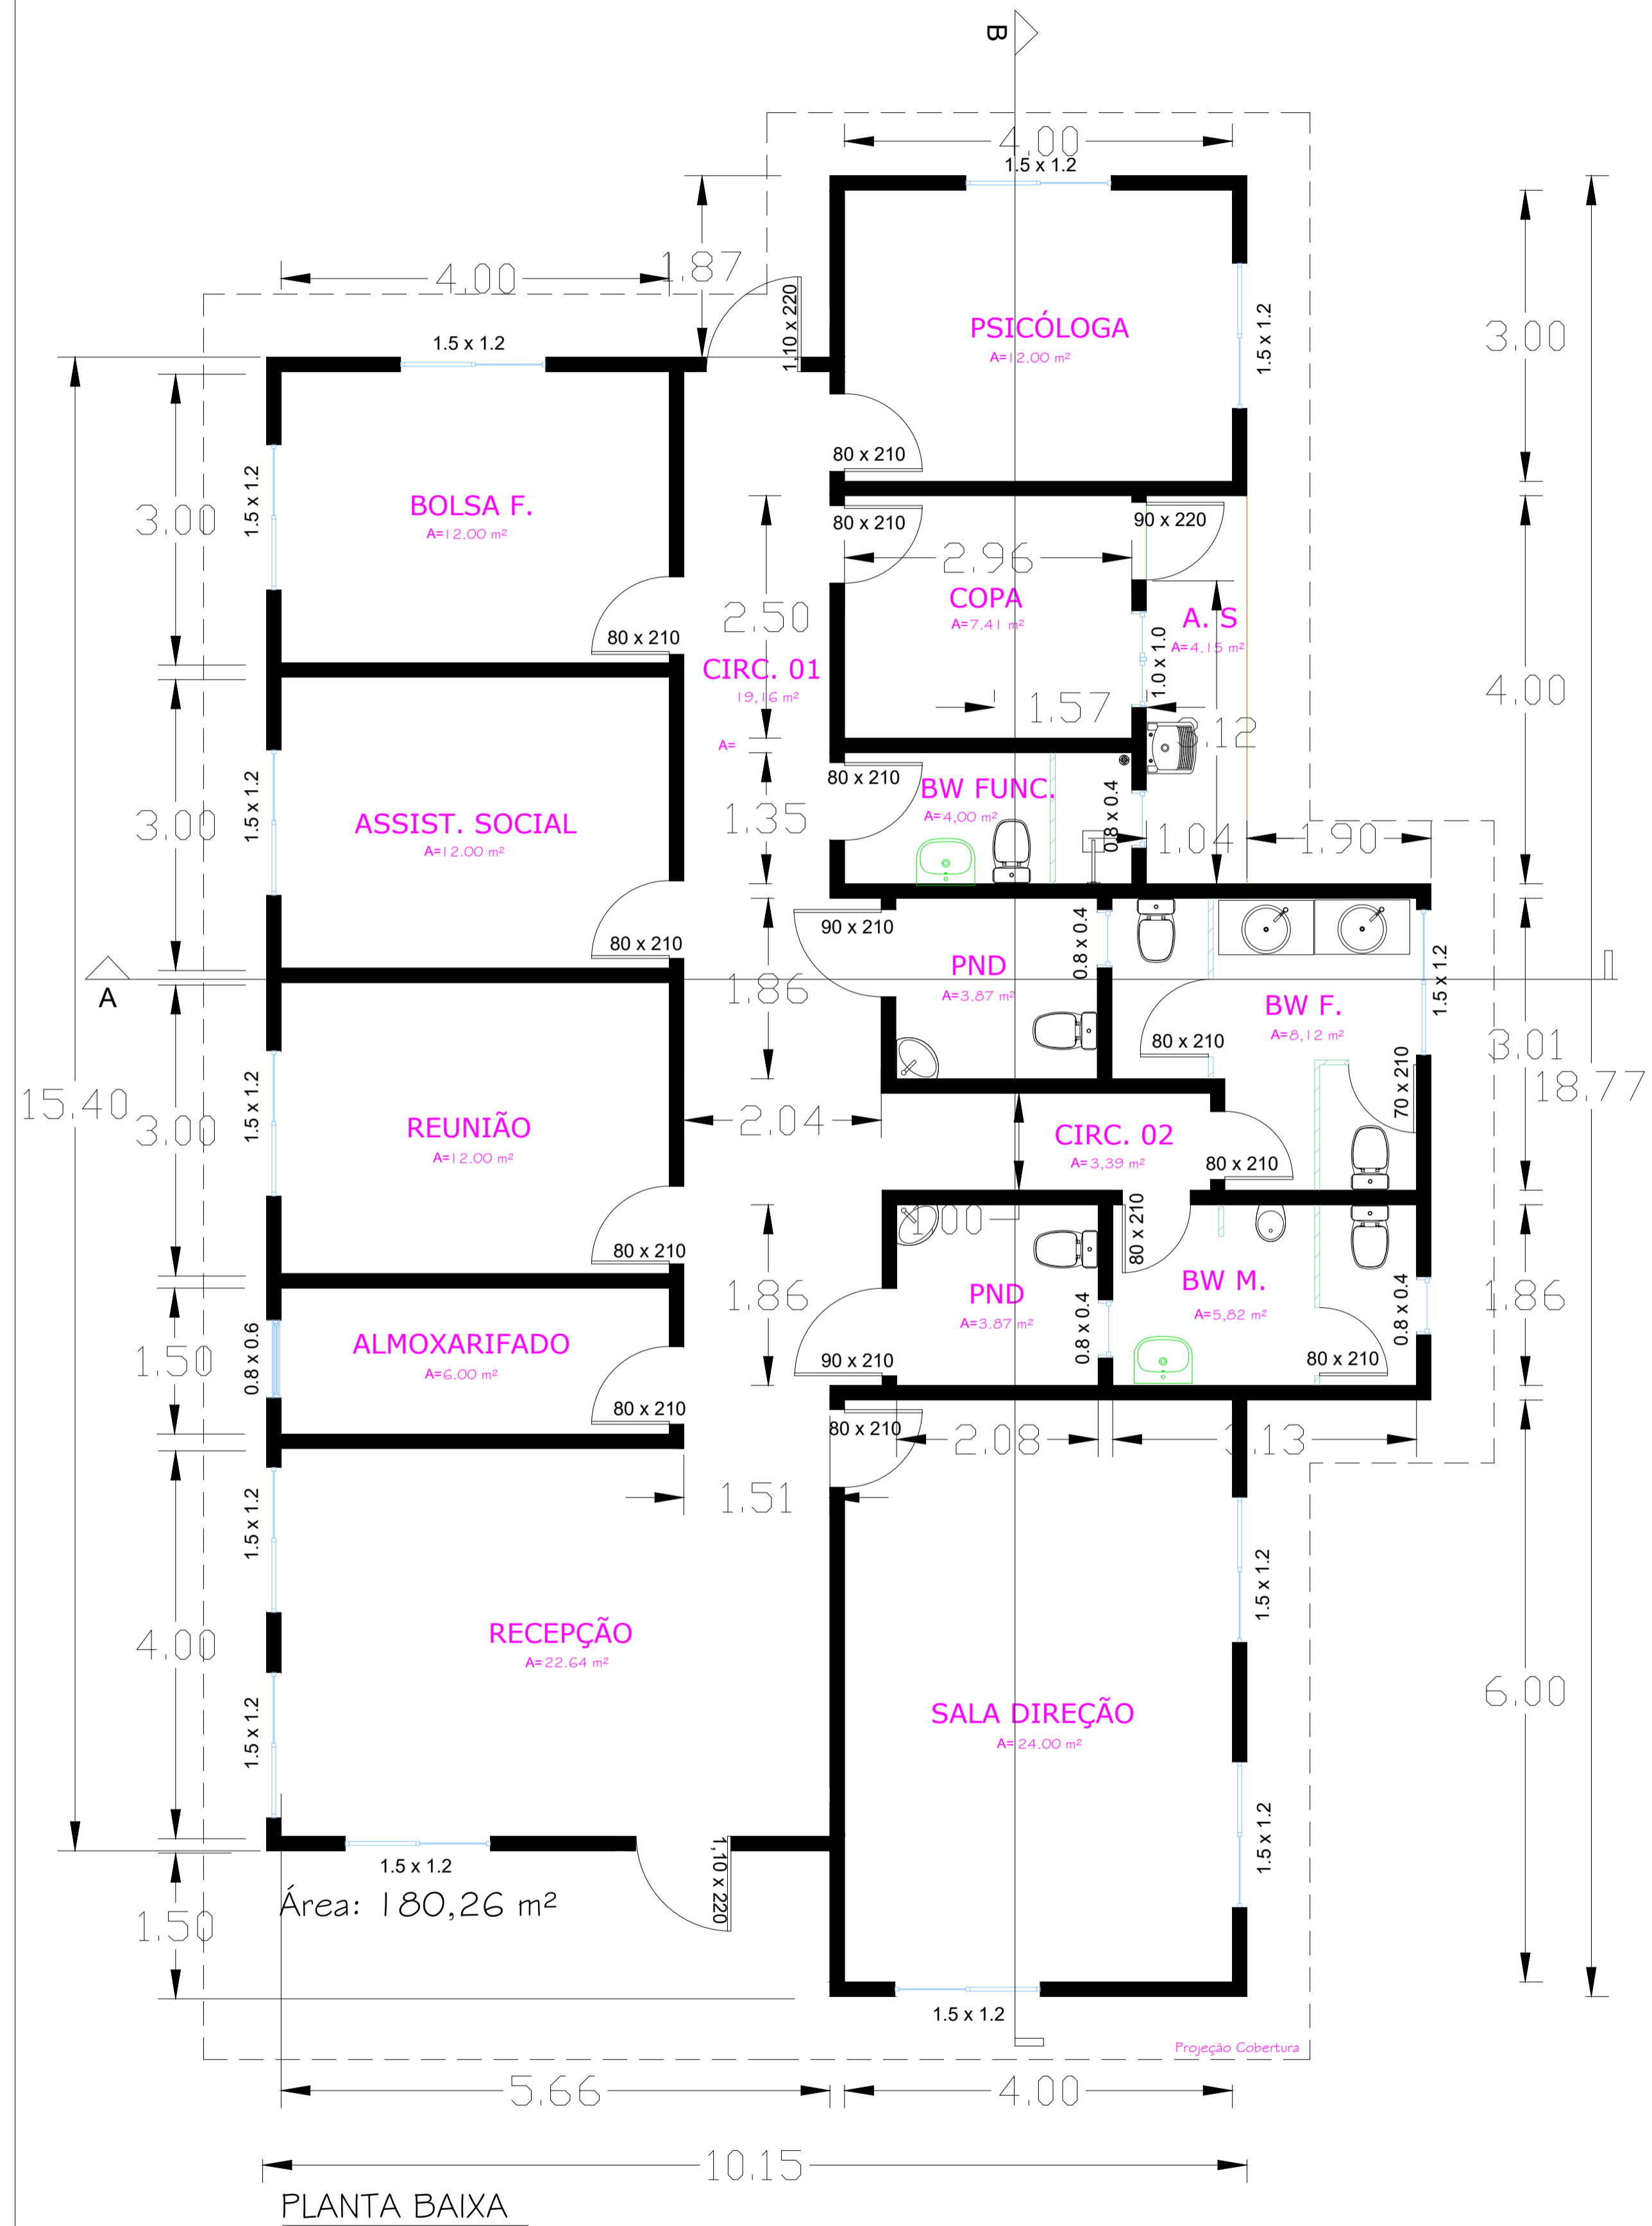 B
4,00
1.5 x 1.2
1,87
4,00
1,10 x 220
1.5 x 1.2
PSICÓLOGA
A=12.00 m²
1.5 x 1.2
3,00
80 x 210
BOLSA F.
A=12.00 m²
1.5 x 1.2
3,00
80 x 210
90 x 220
2,96
COPA
A=7.41 m²
2,50
A. S
A=4.15 m²
80 x 210
CIRC. 01
19,16 m²
A=
1.0 x 1.0
4,00
1,57
3,12
80 x 210
BW FUNC.
A=4,00 m²
0.8 x 0.4
1,35
1,04
1,90
ASSIST. SOCIAL
A=12.00 m²
1.5 x 1.2
3,00
80 x 210
90 x 210
PND
A=3,87 m²
0.8 x 0.4
1,86
A
BW F.
A=8,12 m²
1.5 x 1.2
80 x 210
3,01
18,77
70 x 210
15,40
3,00
1.5 x 1.2
REUNIÃO
A=12.00 m²
2,04
CIRC. 02
A=3,39 m²
80 x 210
80 x 210
1,00
80 x 210
BW M.
A=5,82 m²
PND
A=3,87 m²
1,86
1,86
0.8 x 0.4
0.8 x 0.4
ALMOXARIFADO
A=6.00 m²
0.8 x 0.6
1,50
90 x 210
80 x 210
80 x 210
80 x 210
2,08
3,13
1,51
1.5 x 1.2
1.5 x 1.2
RECEPÇÃO
A=22.64 m²
4,00
6,00
SALA DIREÇÃO
A=24.00 m²
1.5 x 1.2
1.5 x 1.2
1.5 x 1.2
1,10 x 220
Área: 180,26 m²
1,50
1.5 x 1.2
Projeção Cobertura
5,66
4,00
10,15
PLANTA BAIXA